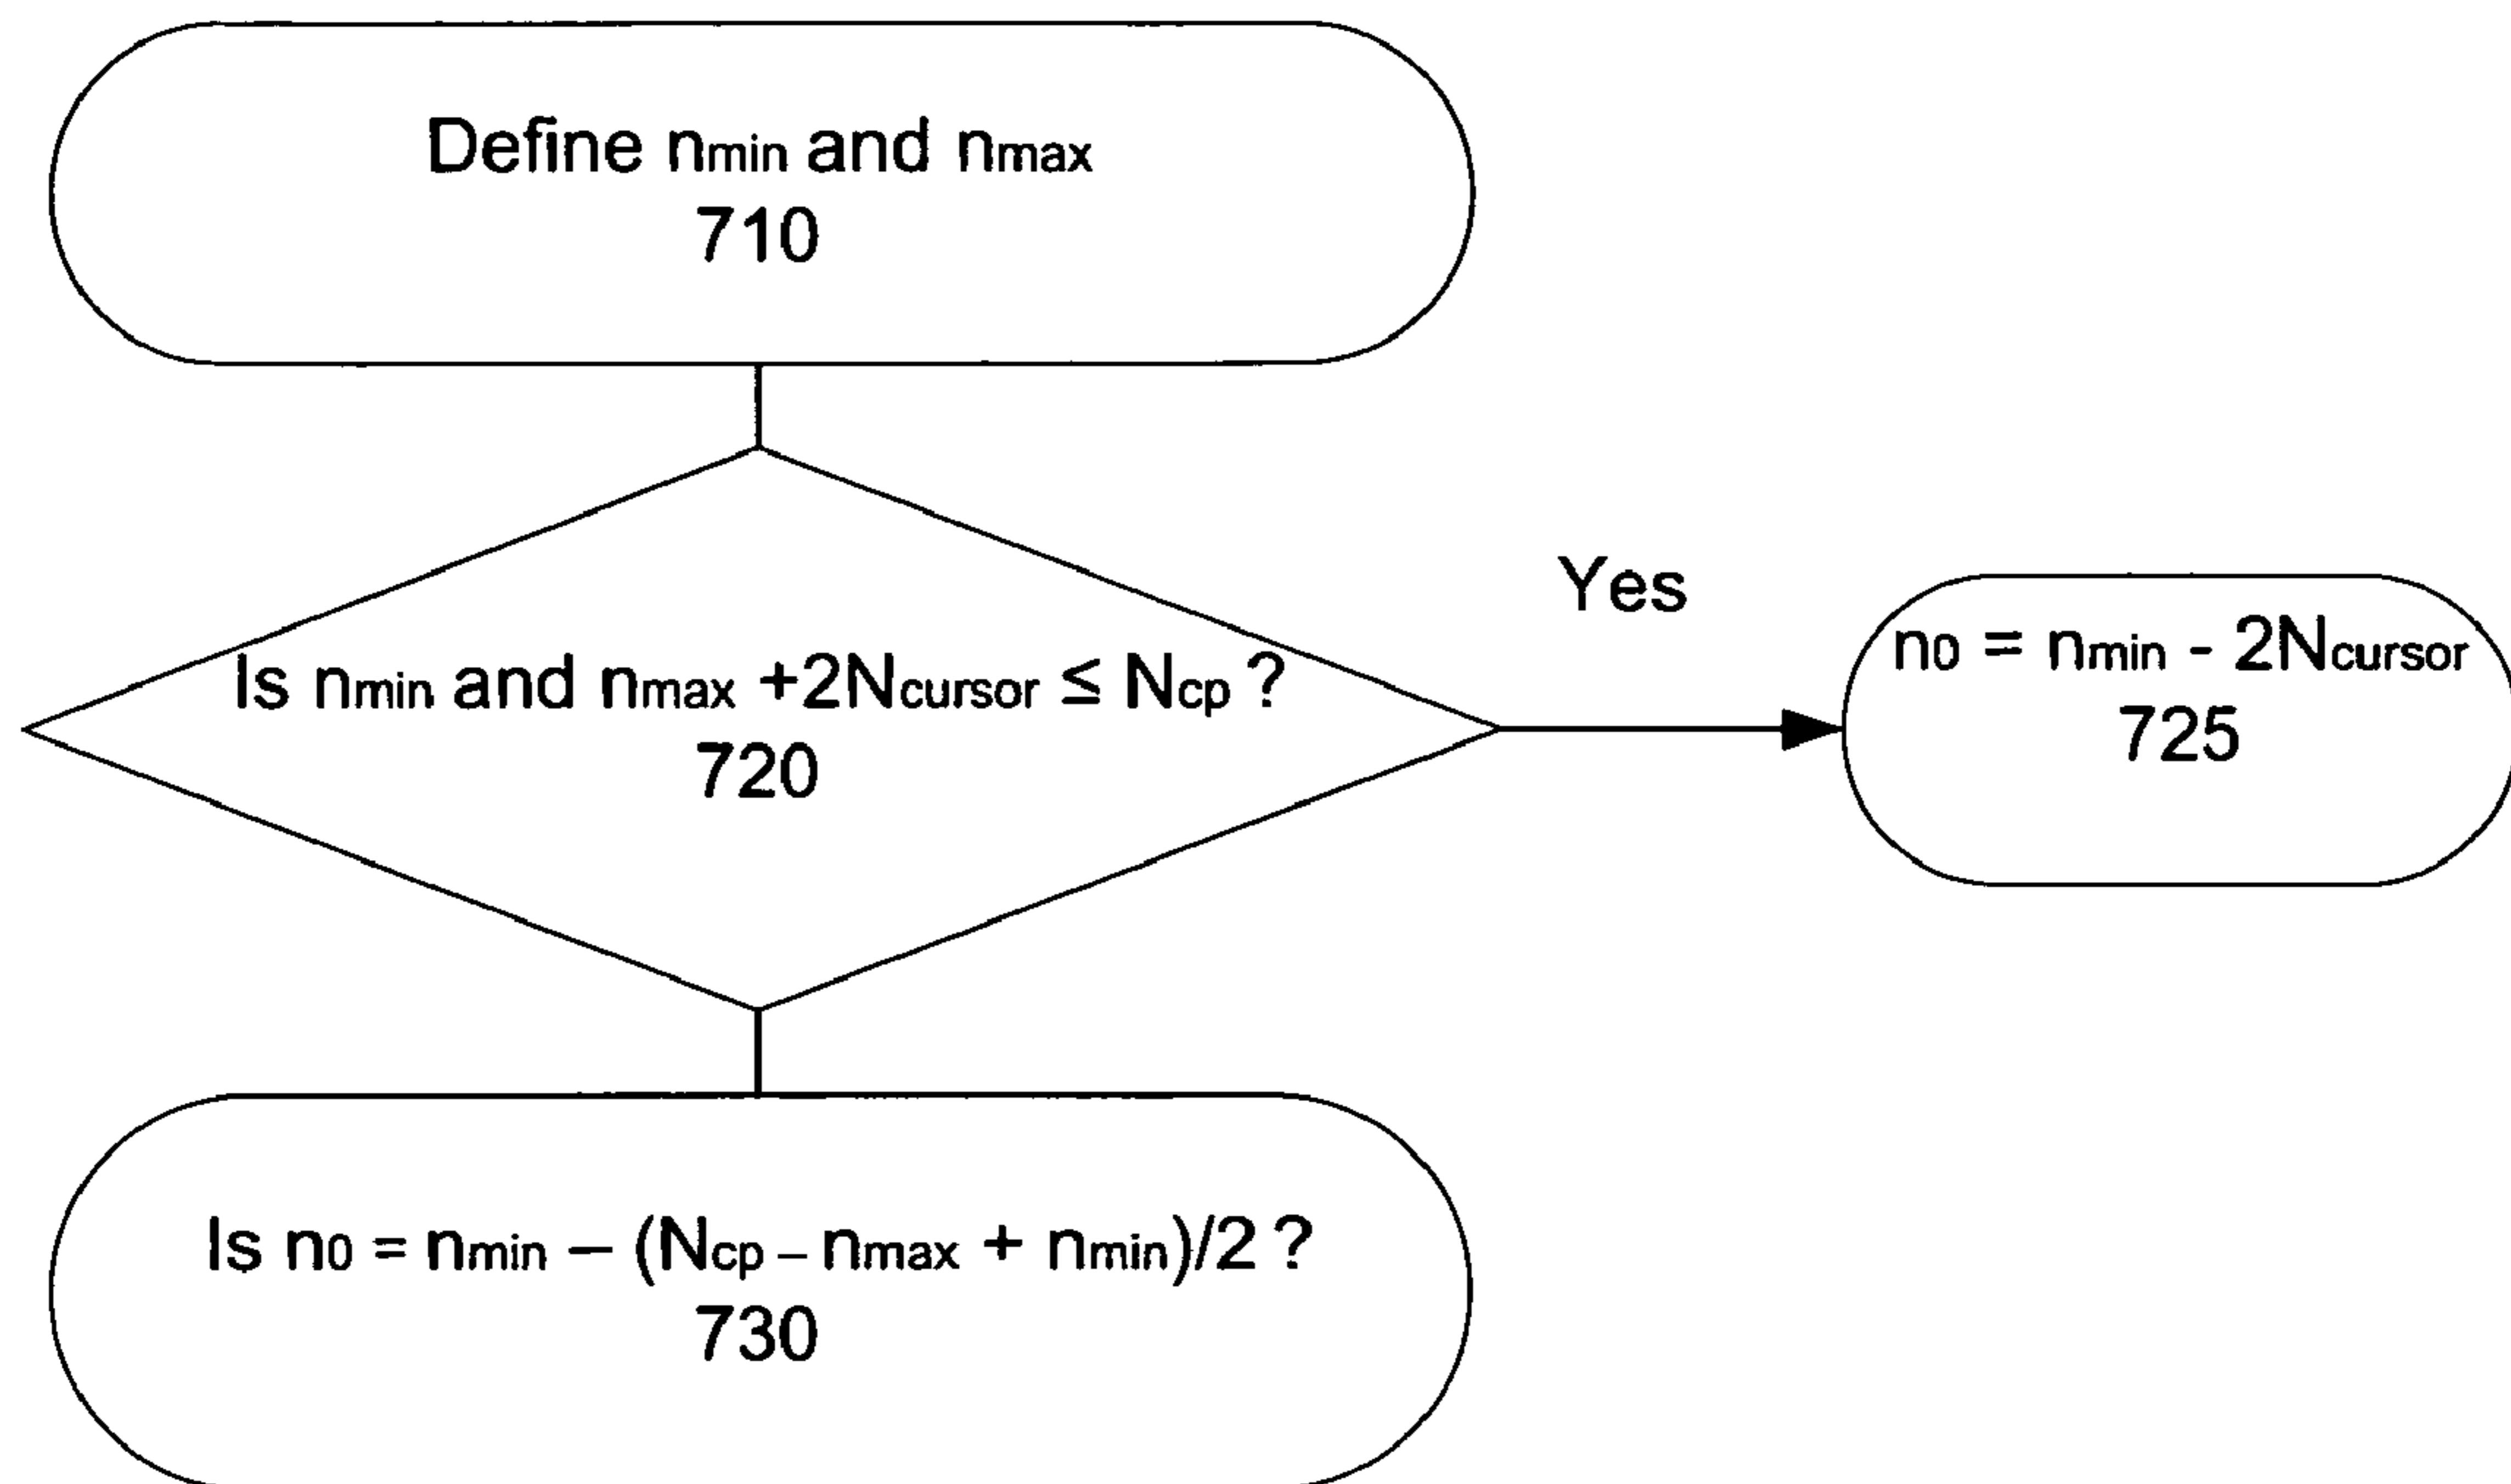 Define nmin and nmax
710
Is nmin and nmax +2Ncursor ≤ Ncp ?
720
Yes
n0 = nmin - 2Ncursor
725
Is n0 = nmin – (Ncp – nmax + nmin)/2 ?
730